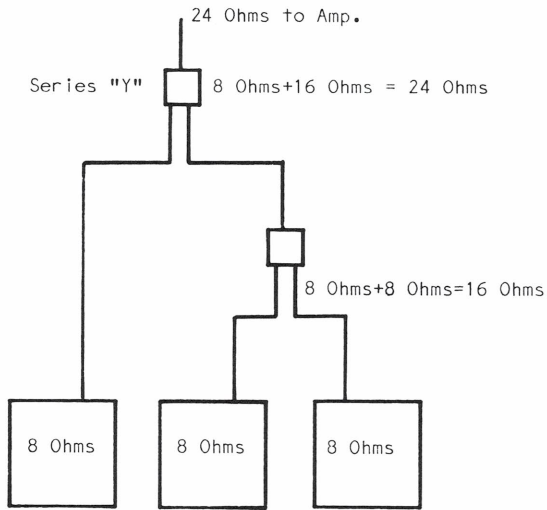 24 Ohms to Amp.
Series "Y"
8 Ohms+16 Ohms = 24 Ohms
8 Ohms+8 Ohms=16 Ohms
8 Ohms
8 Ohms
8 Ohms